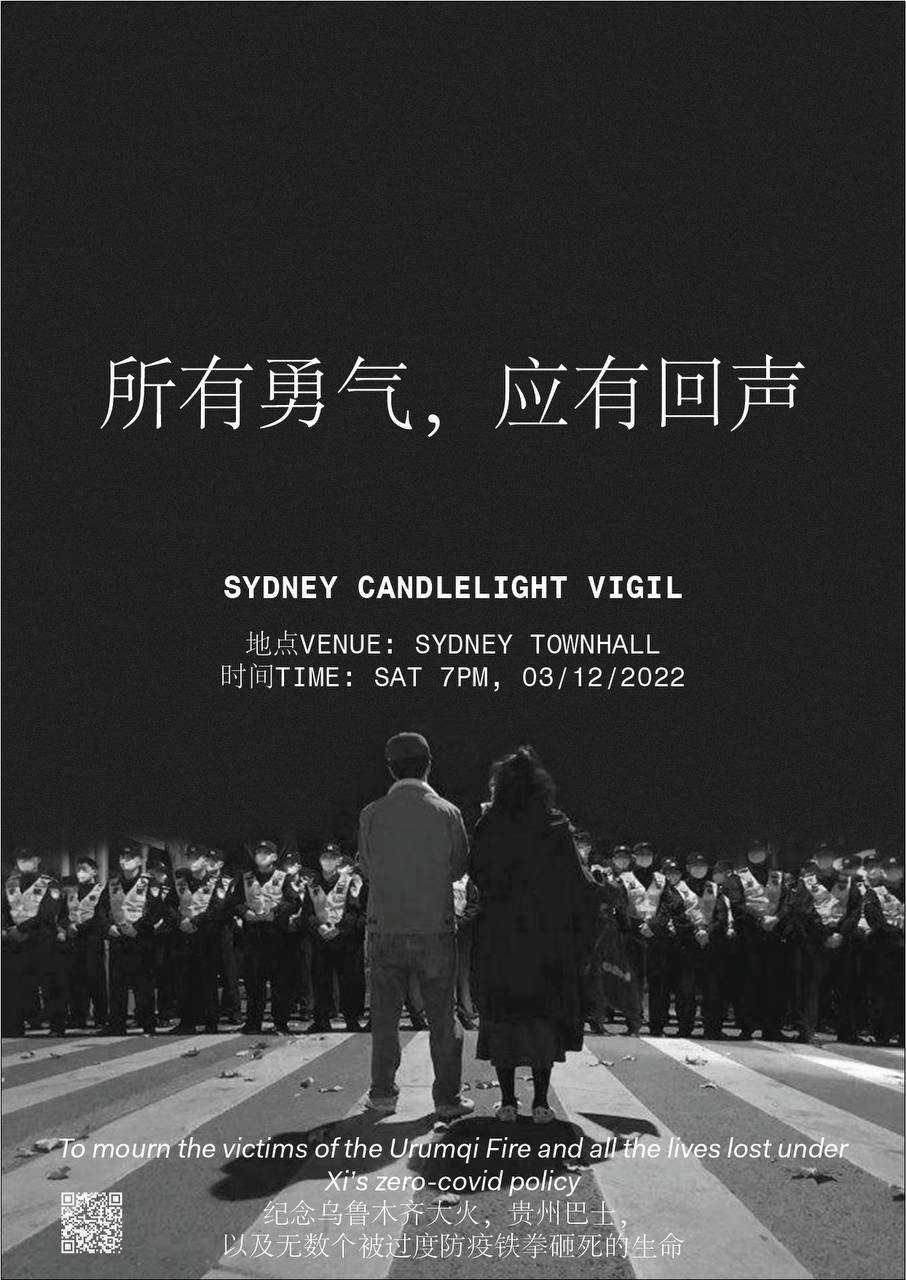 所有勇气，应有回声
SYDNEY CANDLELIGHT VIGIL
地点VENUE: SYDNEY TOWNHALL
时间TIME: SAT 7PM, 03/12/2022
To mourn the victims of the Urumqi Fire and all the lives lost under
Xi's zero-covid policy
纪念乌鲁木齐大火，贵州巴士，
以及无数个被过度防疫铁拳砸死的生命